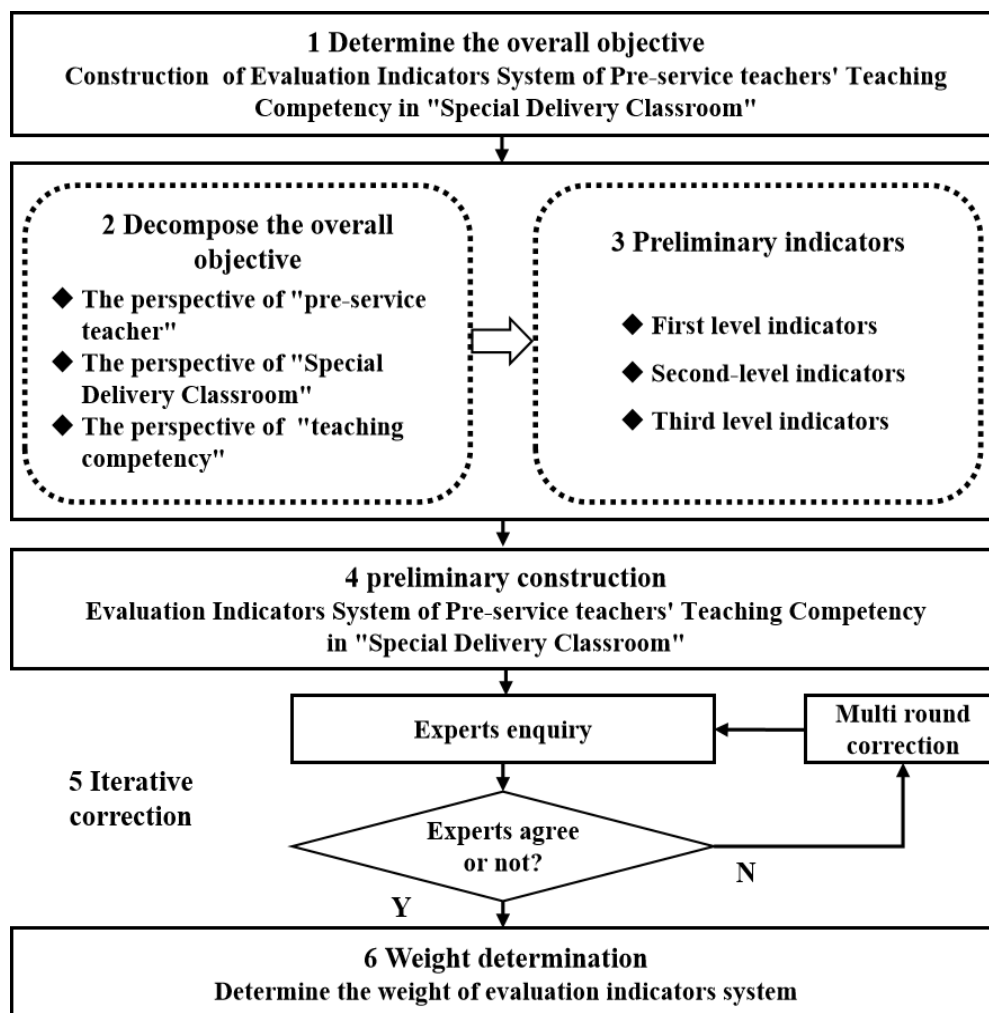 1 Determine the overall objective
Construction of Evaluation Indicators System of Pre-service teachers' Teaching
Competency in "Special Delivery Classroom"
2 Decompose the overall
objective
◆ The perspective of "pre-service
teacher"
◆ The perspective of "Special
Delivery Classroom"
◆ The perspective of "teaching
competency"
3 Preliminary indicators
◆ First level indicators
◆ Second-level indicators
◆ Third level indicators
4 preliminary construction
Evaluation Indicators System of Pre-service teachers' Teaching Competency
in "Special Delivery Classroom"
Experts enquiry
Multi round
correction
5 Iterative
correction
Experts agree
or not?
N
Y
6 Weight determination
Determine the weight of evaluation indicators system